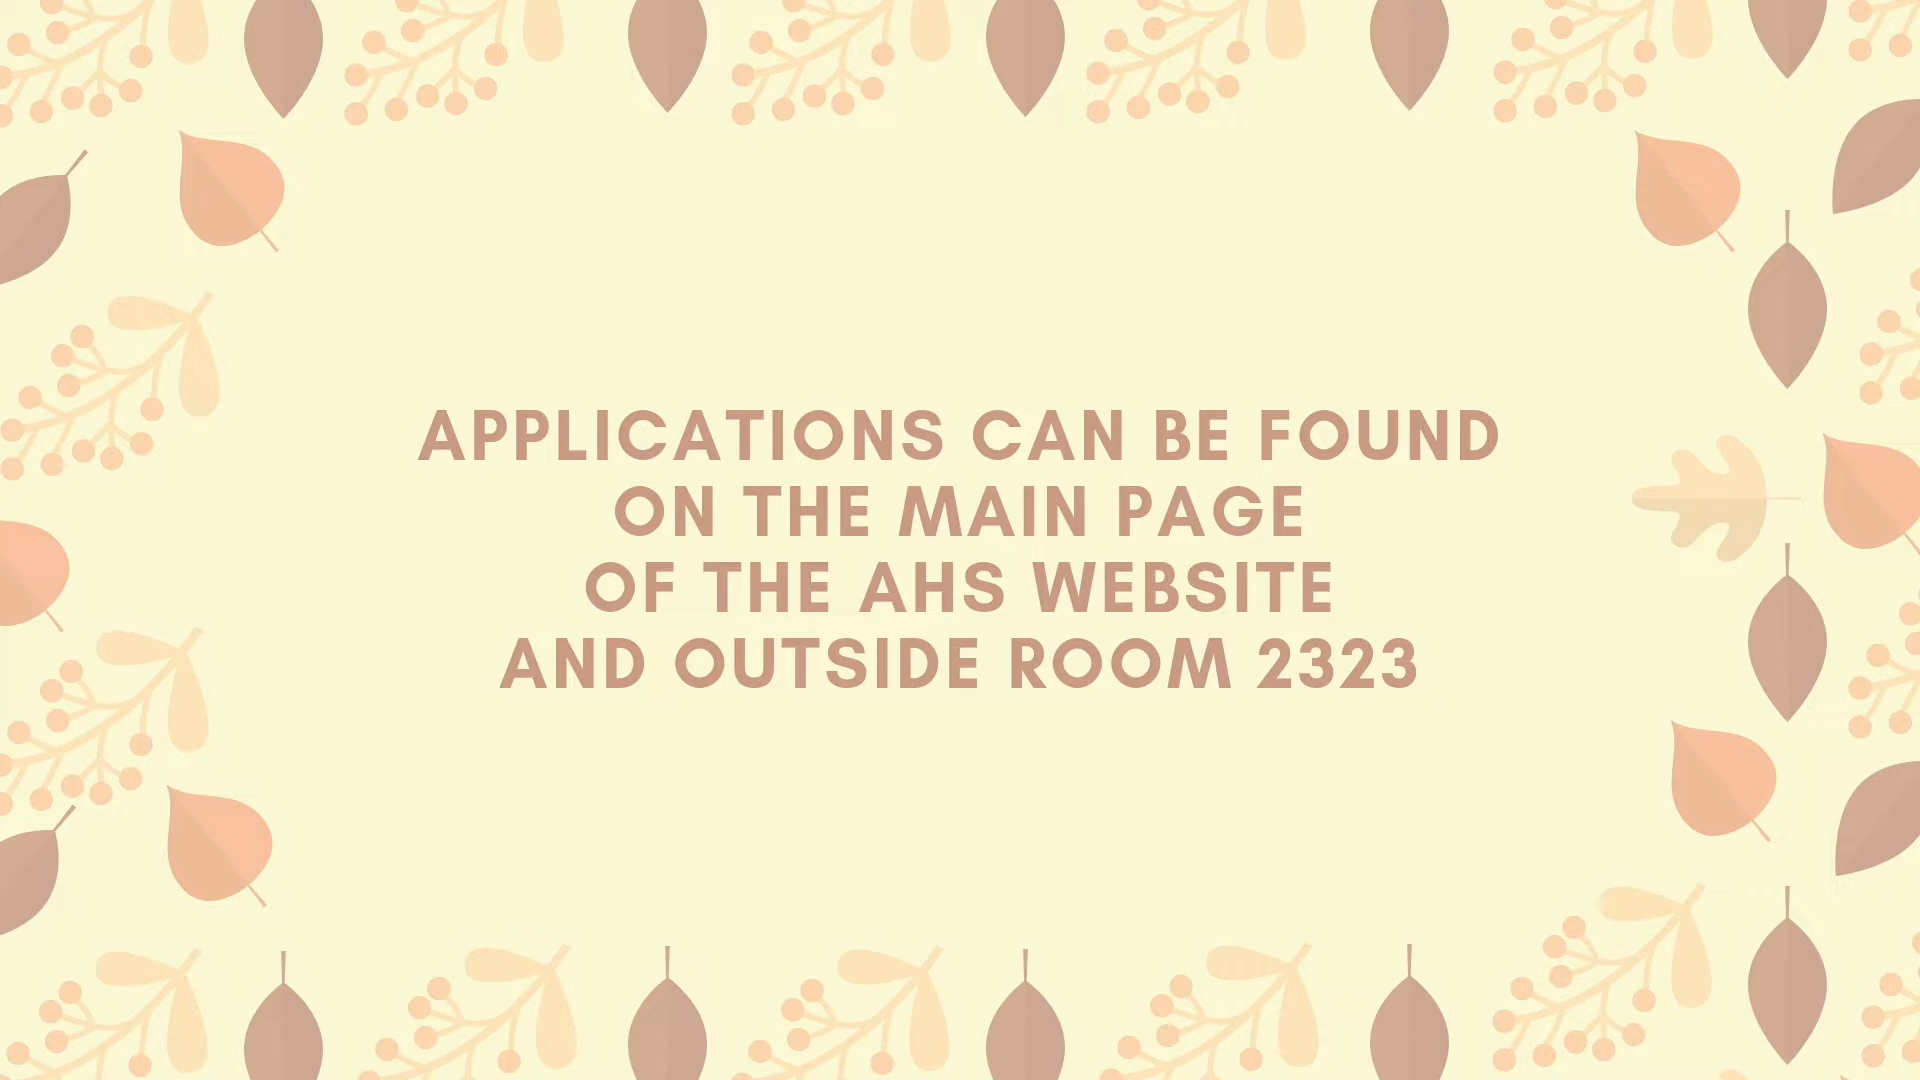 APPLICATIONS CAN BE FOUND
ON THE MAIN PAGE
OF THE AHS WEBSITE
AND OUTSIDE ROOM 2323